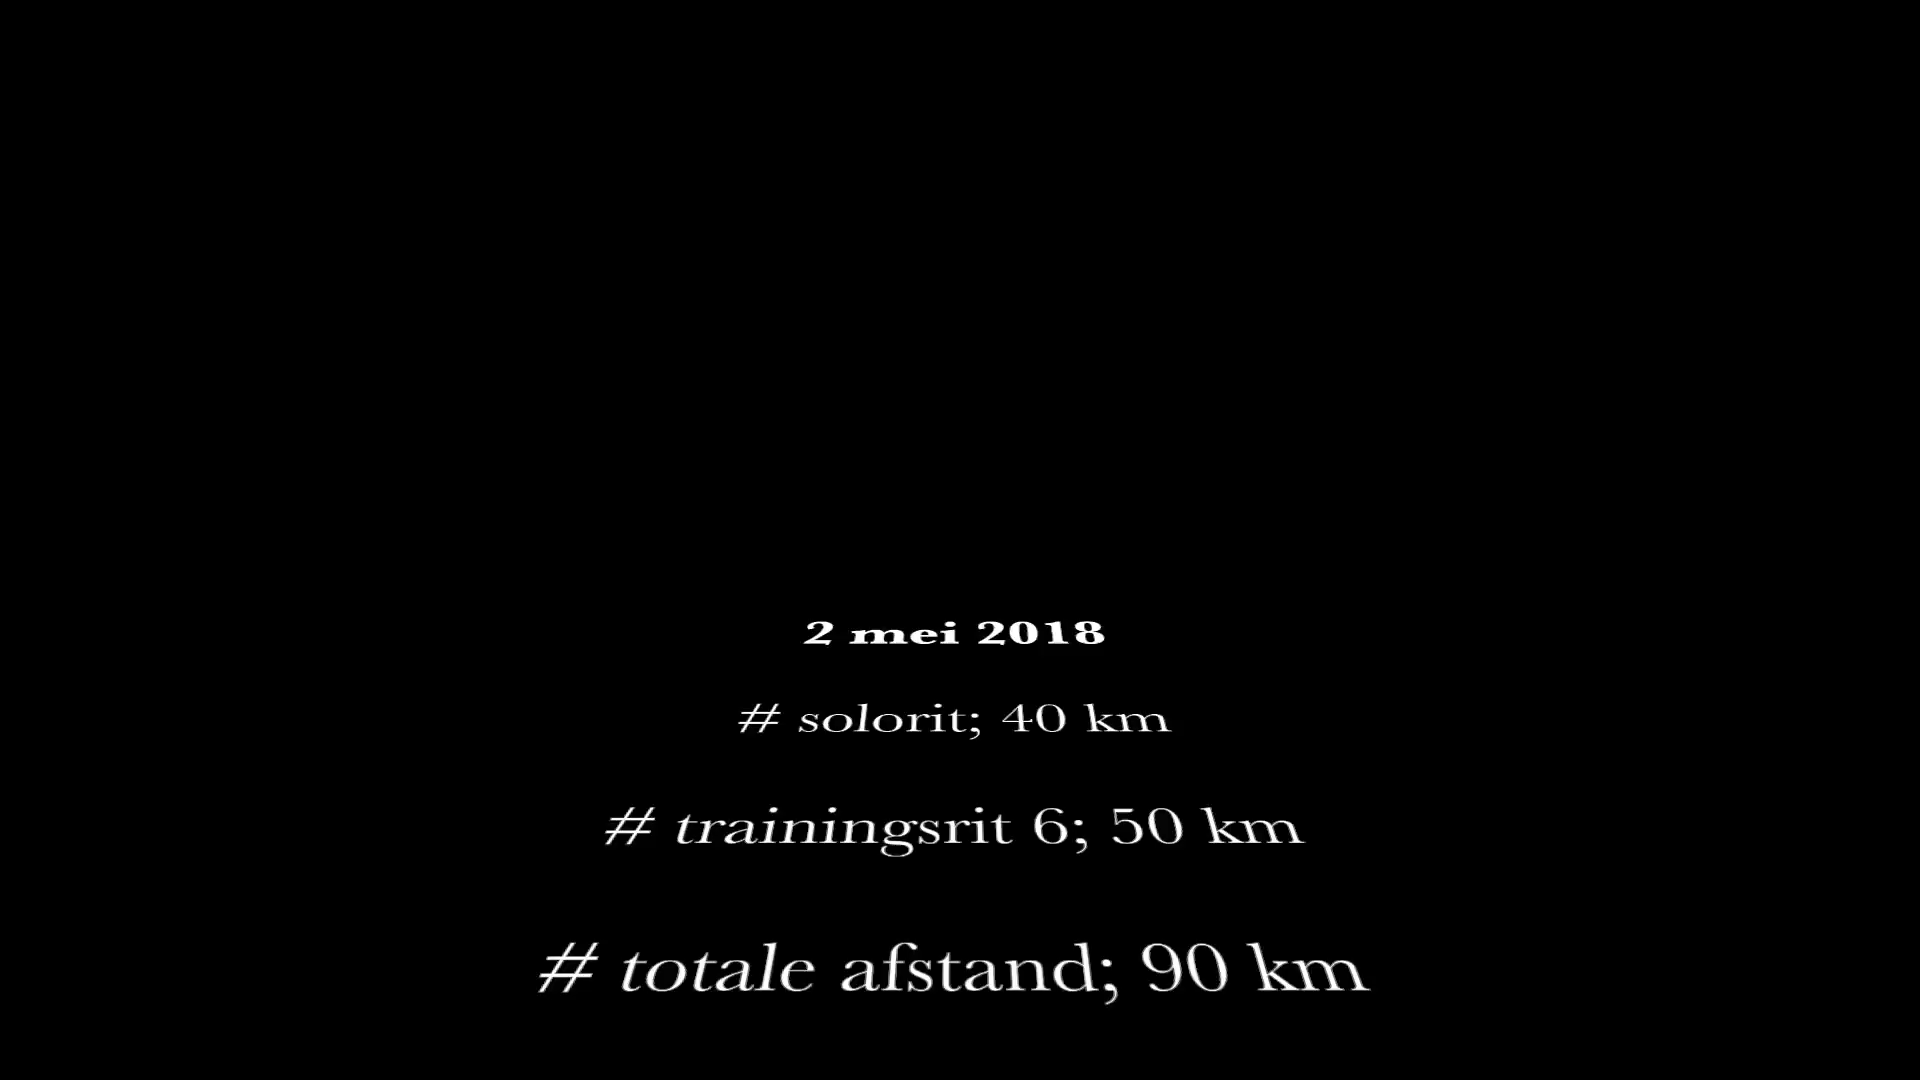 2 mei 2018
# solorit; 40 km
# trainingsrit 6; 50 km
# totale afstand; 90 km